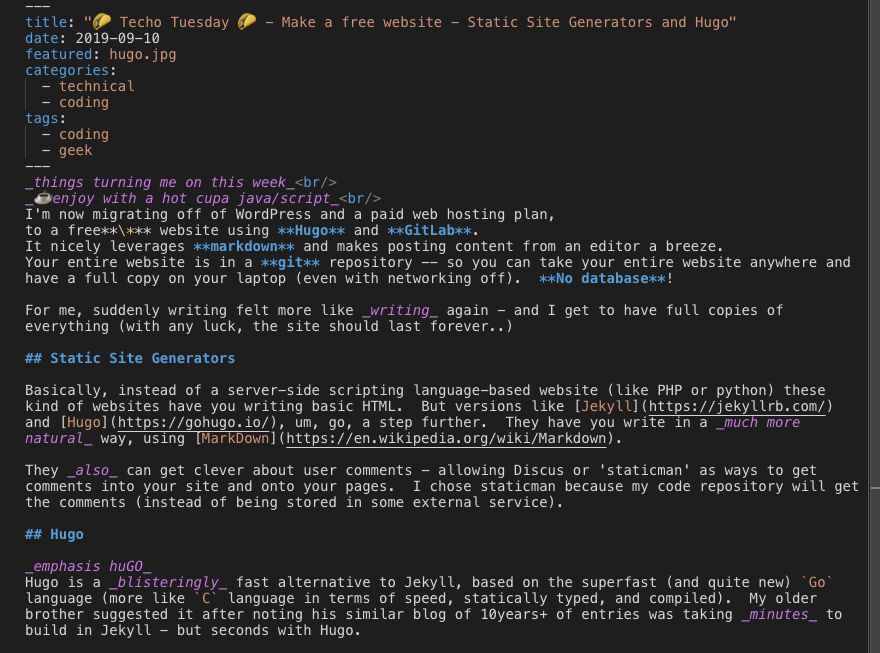 ---
title: "🌮 Techo Tuesday 🌮 - Make a free website - Static Site Generators and Hugo"
date: 2019-09-10
featured: hugo.jpg
categories:
  - technical
  - coding
tags:
  - coding
  - geek
---
_things turning me on this week_<br/>
_☕enjoy with a hot cupa java/script_<br/>
I'm now migrating off of WordPress and a paid web hosting plan,
to a free**\*** website using **Hugo** and **GitLab**.
It nicely leverages **markdown** and makes posting content from an editor a breeze.
Your entire website is in a **git** repository -- so you can take your entire website anywhere and
have a full copy on your laptop (even with networking off).  **No database**!

For me, suddenly writing felt more like _writing_ again - and I get to have full copies of
everything (with any luck, the site should last forever..)

## Static Site Generators

Basically, instead of a server-side scripting language-based website (like PHP or python) these
kind of websites have you writing basic HTML.  But versions like [Jekyll](https://jekyllrb.com/)
and [Hugo](https://gohugo.io/), um, go, a step further.  They have you write in a _much more
natural_ way, using [MarkDown](https://en.wikipedia.org/wiki/Markdown).

They _also_ can get clever about user comments - allowing Discus or 'staticman' as ways to get
comments into your site and onto your pages.  I chose staticman because my code repository will get
the comments (instead of being stored in some external service).

## Hugo

_emphasis huGO_
Hugo is a _blisteringly_ fast alternative to Jekyll, based on the superfast (and quite new) `Go`
language (more like `C` language in terms of speed, statically typed, and compiled).  My older
brother suggested it after noting his similar blog of 10years+ of entries was taking _minutes_ to
build in Jekyll - but seconds with Hugo.